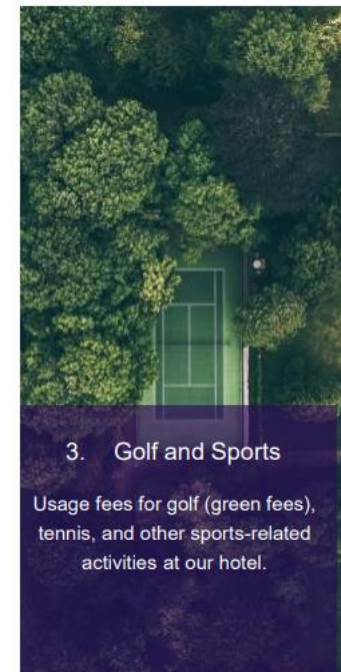 3. Golf and Sports
Usage fees for golf (green fees),
tennis, and other sports-related
activities at our hotel.